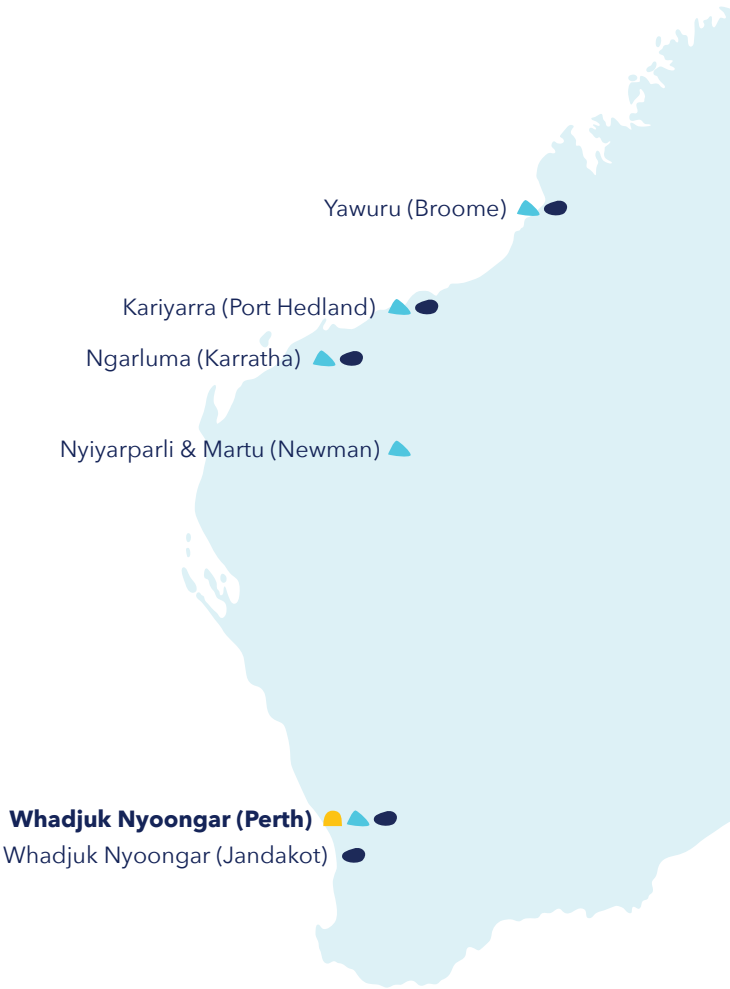 Yawuru (Broome)
Kariyarra (Port Hedland)
Ngarluma (Karratha)
Nyiyarparli & Martu (Newman)
Whadjuk Nyoongar (Perth)
Whadjuk Nyoongar (Jandakot)